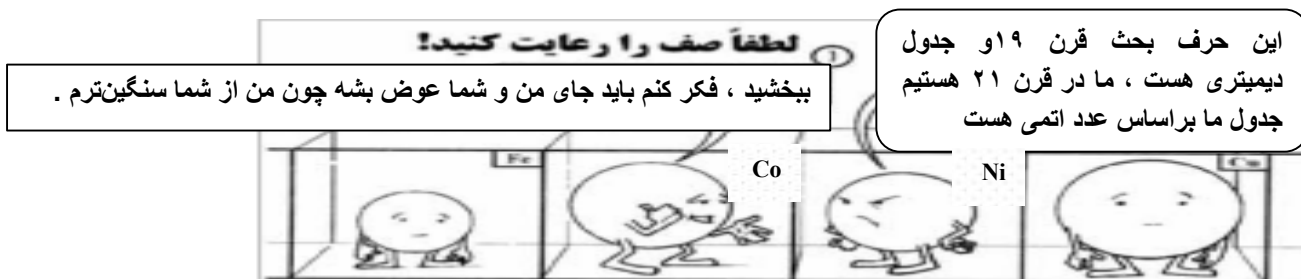 لطفاً صف را رعایت کنید!
1
این حرف بحث قرن ۱۹و جدول
دیمیتری هست ، ما در قرن ۲۱ هستیم
جدول ما براساس عدد اتمی هست
ببخشید ، فکر کنم باید جای من و شما عوض بشه چون من از شما سنگین‌ترم .
Fe
Co
Ni
Cu